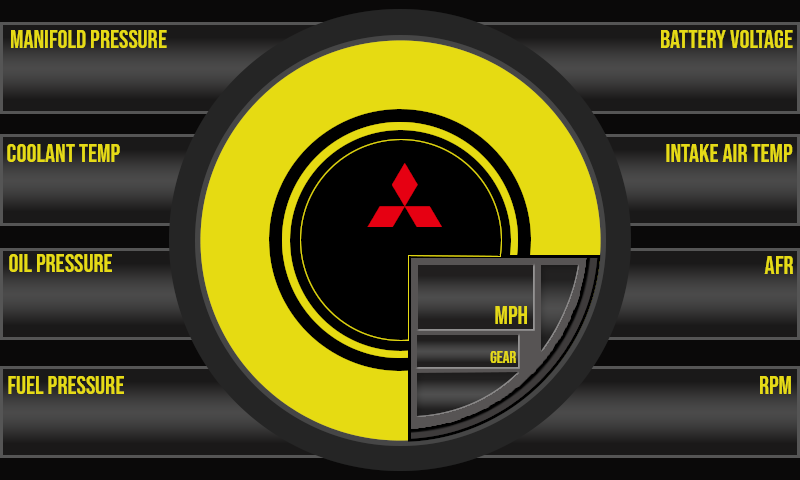 MANIFOLD PRESSURE
BATTERY VOLTAGE
COOLANT TEMP
INTAKE AIR TEMP
OIL PRESSURE
AFR
MPH
GEAR
FUEL PRESSURE
RPM